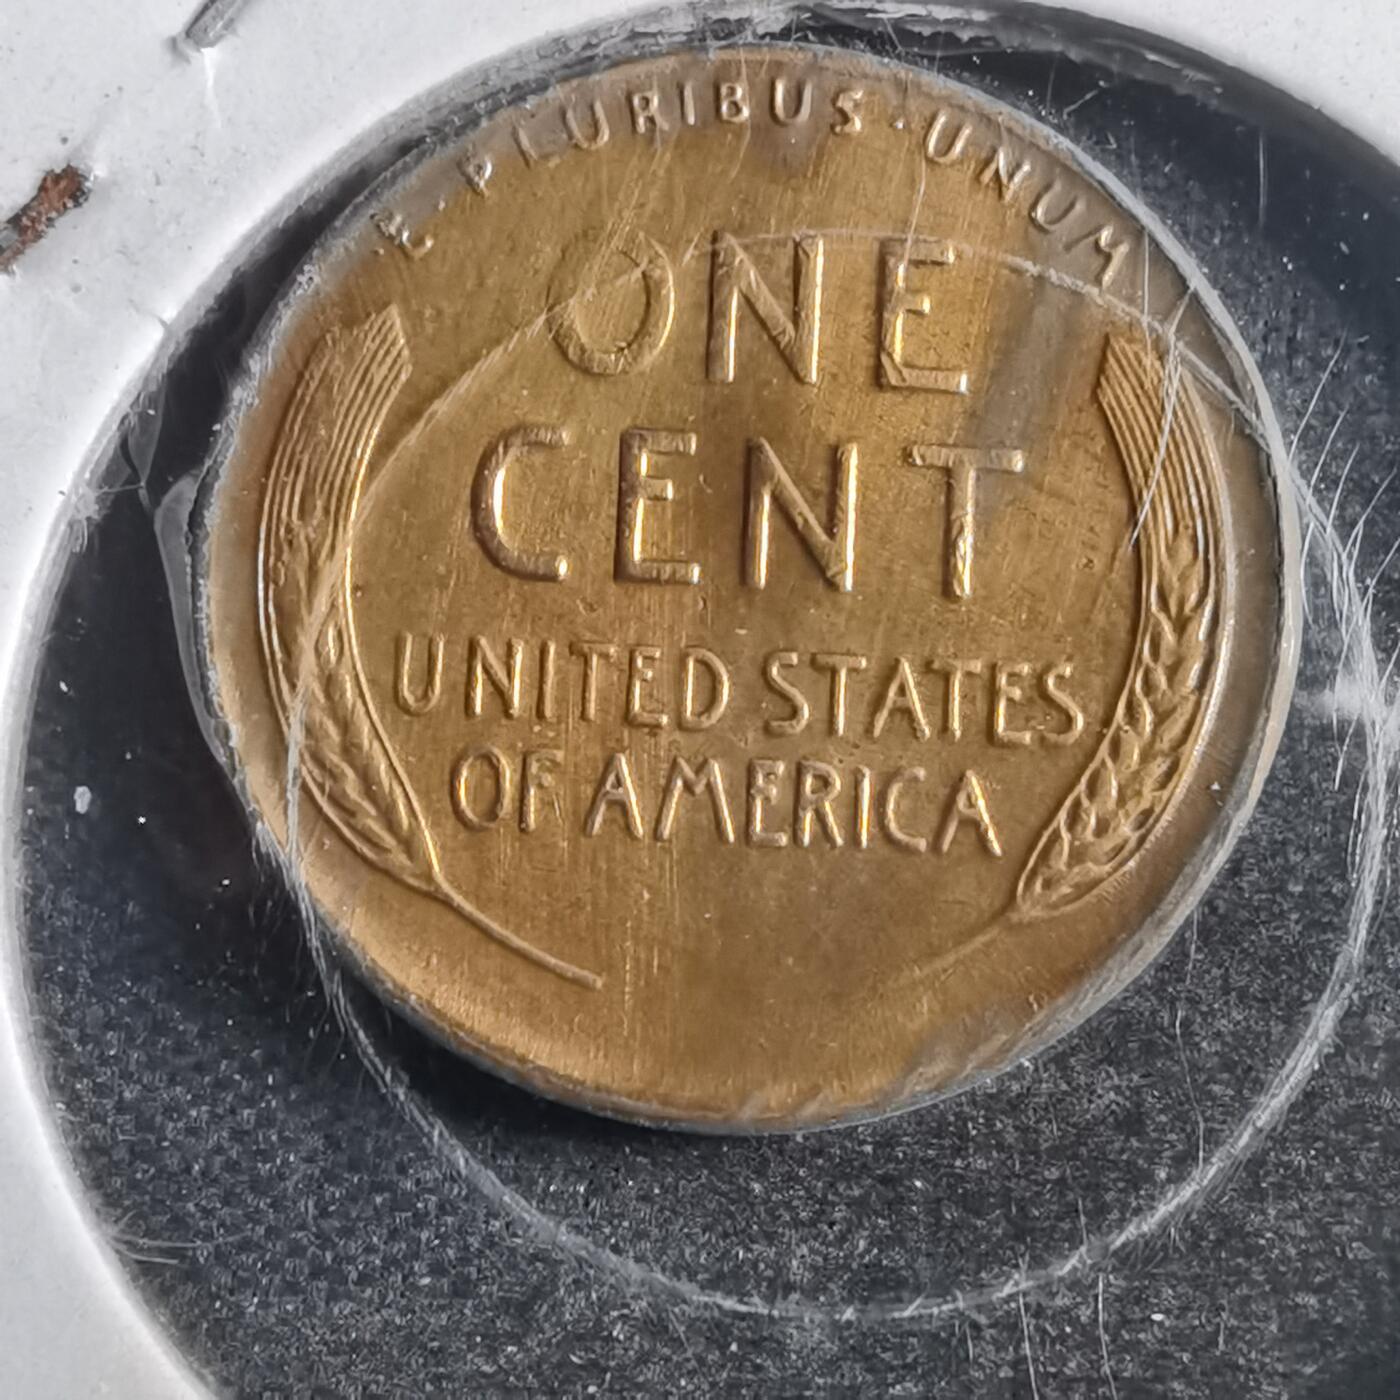 E · PLURIBUS · UNUM
ONE
CENT
UNITED STATES
OF AMERICA